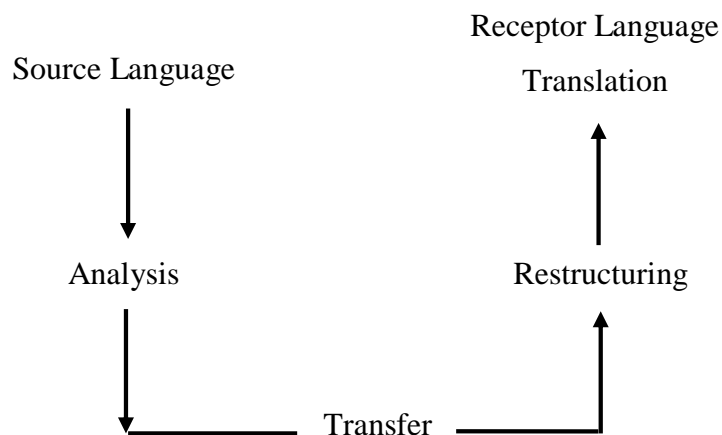 Receptor Language
Source Language
Translation
Analysis
Restructuring
Transfer